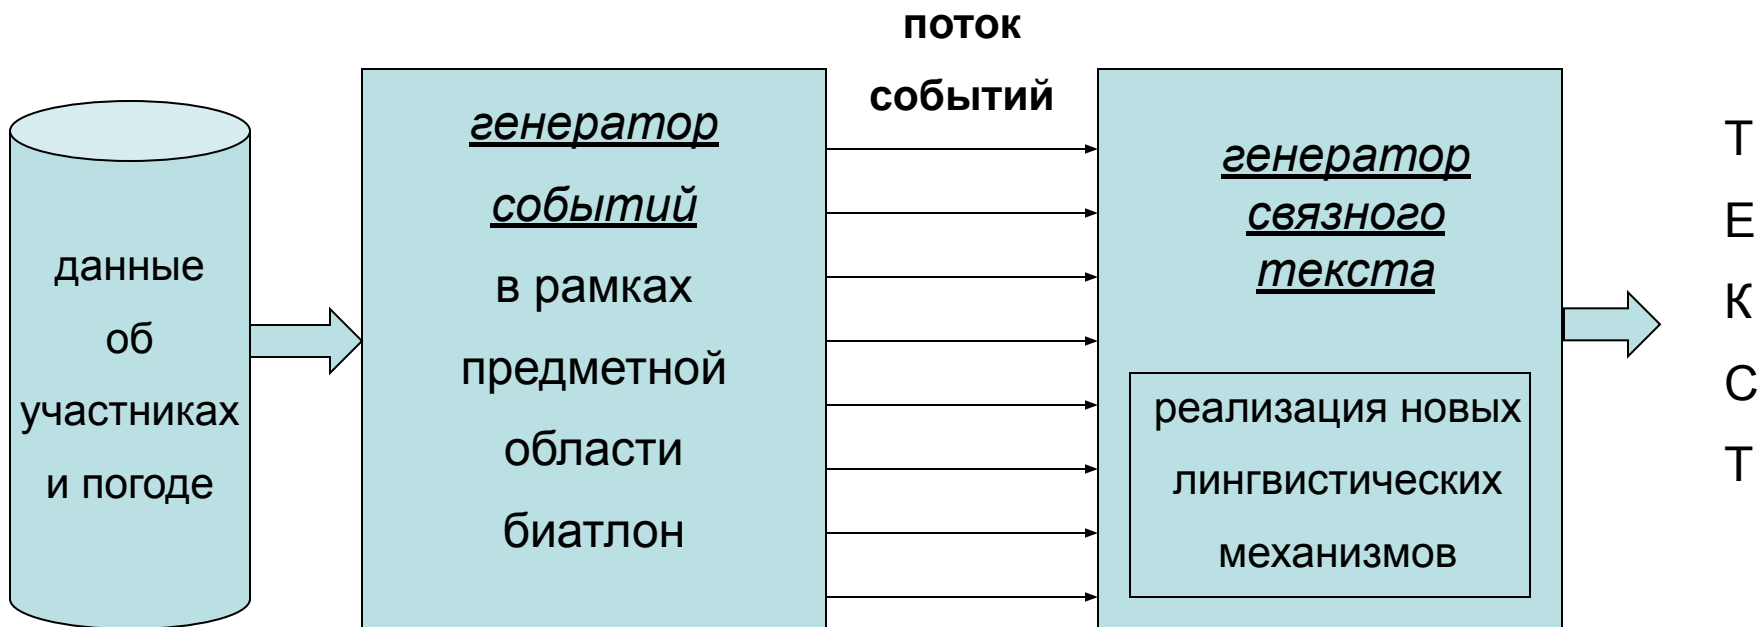 данные
об
участниках
и погоде
генератор
событий
в рамках
предметной
области
биатлон
поток
событий
генератор
связного
текста
реализация новых
лингвистических
механизмов
Т
Е
К
С
Т